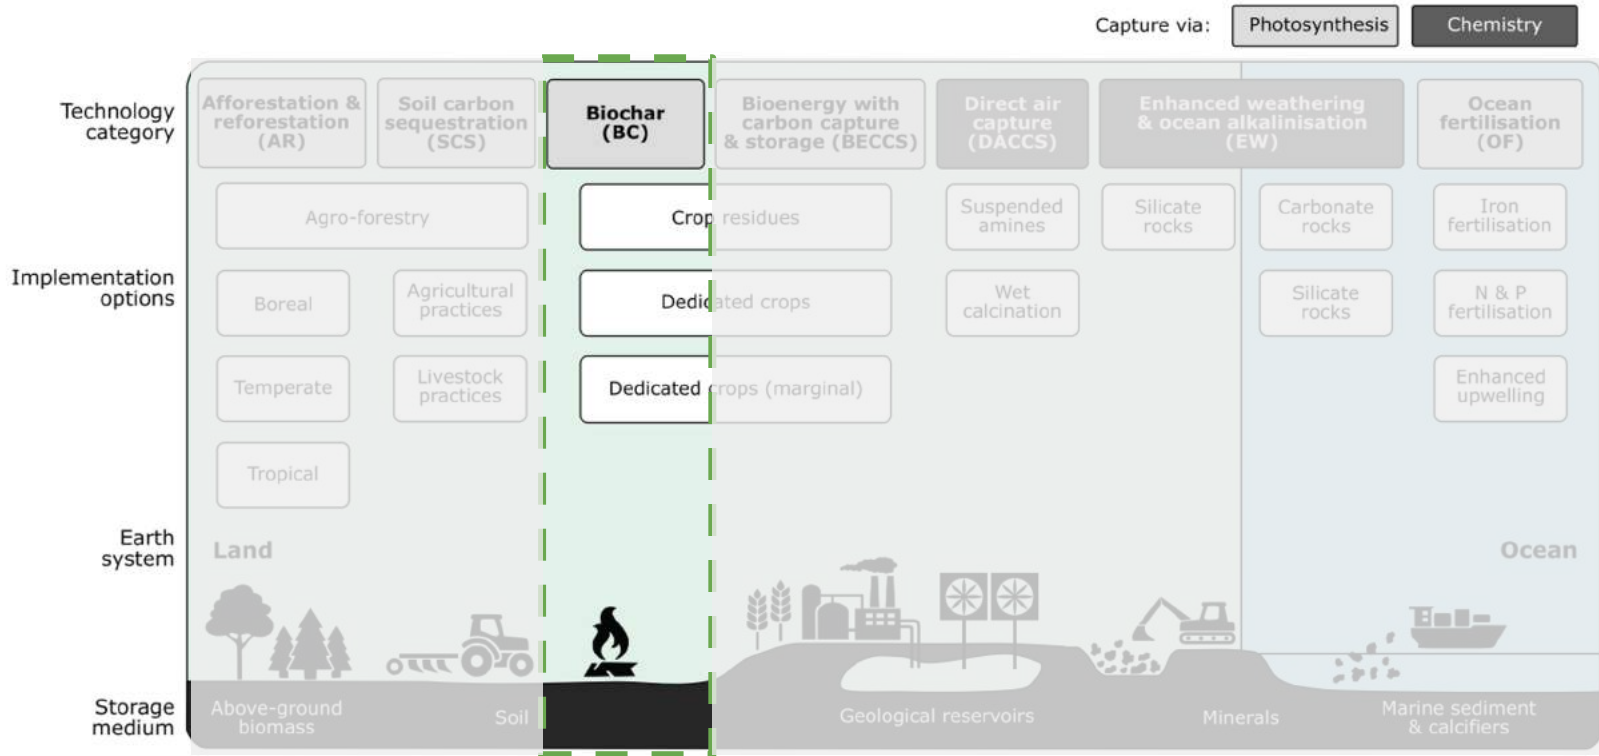 Capture via:
Photosynthesis
Chemistry
Technology
category
Afforestation &
reforestation
(AR)
Soil carbon
sequestration
(SCS)
Biochar
(BC)
Bioenergy with
carbon capture
& storage (BECCS)
Direct air
capture
(DACCS)
Enhanced weathering
& ocean alkalinisation
(EW)
Ocean
fertilisation
(OF)
Implementation
options
Agro-forestry
Crop residues
Suspended
amines
Silicate
rocks
Carbonate
rocks
Iron
fertilisation
Boreal
Agricultural
practices
Dedicated crops
Wet
calcination
Silicate
rocks
N & P
fertilisation
Temperate
Livestock
practices
Dedicated crops (marginal)
Enhanced
upwelling
Tropical
Earth
system
Land
Ocean
Storage
medium
Above-ground
biomass
Soil
Geological reservoirs
Minerals
Marine sediment
& calcifiers